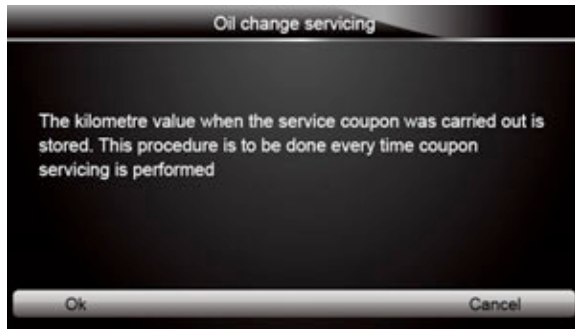 Oil change servicing
The kilometre value when the service coupon was carried out is
stored. This procedure is to be done every time coupon
servicing is performed
Ok Cancel